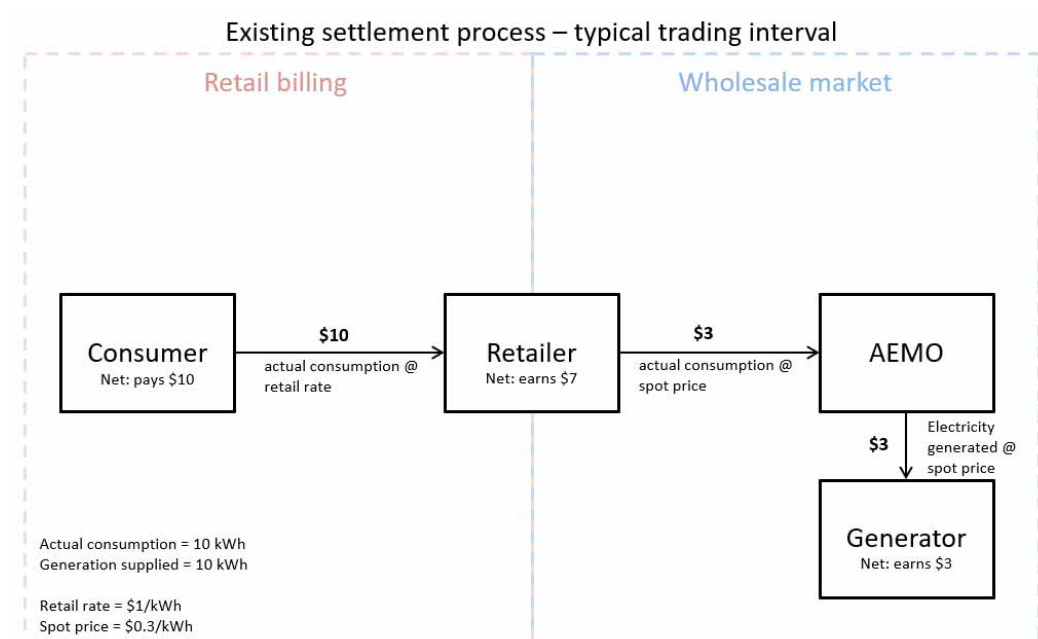 Existing settlement process – typical trading interval
Retail billing
Wholesale market
Consumer
Net: pays $10
$10
actual consumption @
retail rate
Retailer
Net: earns $7
$3
actual consumption @
spot price
AEMO
$3
Electricity
generated @
spot price
Generator
Net: earns $3
Actual consumption = 10 kWh
Generation supplied = 10 kWh
Retail rate = $1/kWh
Spot price = $0.3/kWh